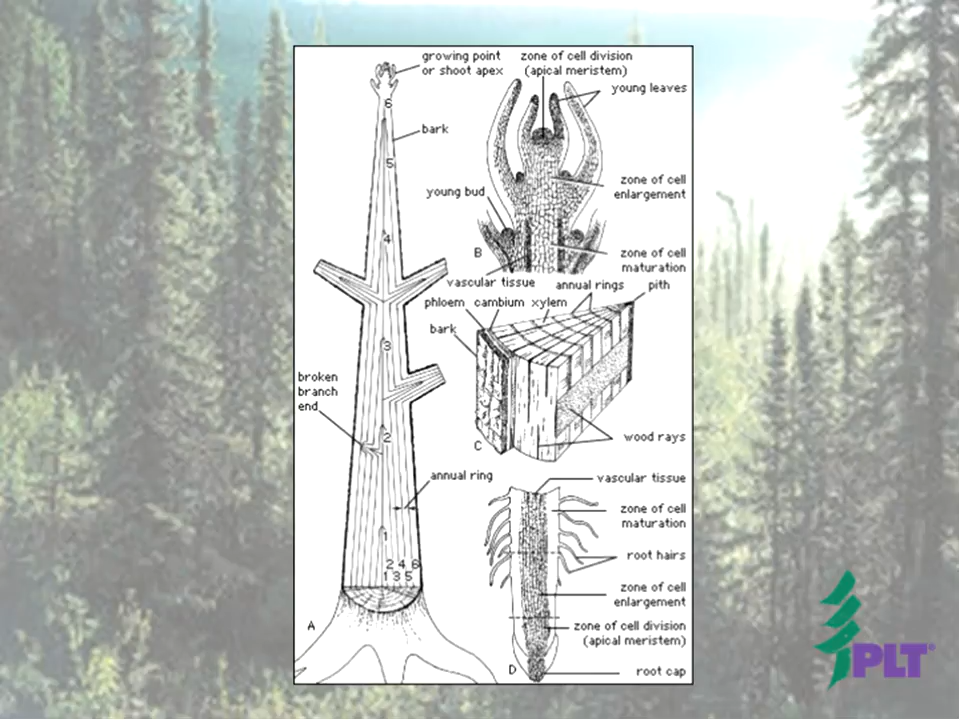 growing point
or shoot apex
zone of cell division
(apical meristem)
young leaves
6
bark
5
zone of cell
enlargement
young bud
4
B
zone of cell
maturation
vascular tissue
annual rings
pith
phloem cambium xylem
bark
3
broken
branch
end
2
C
wood rays
annual ring
vascular tissue
zone of cell
maturation
1
root hairs
2 4 6
1 3 5
zone of cell
enlargement
A
zone of cell division
(apical meristem)
D
root cap
PLT®